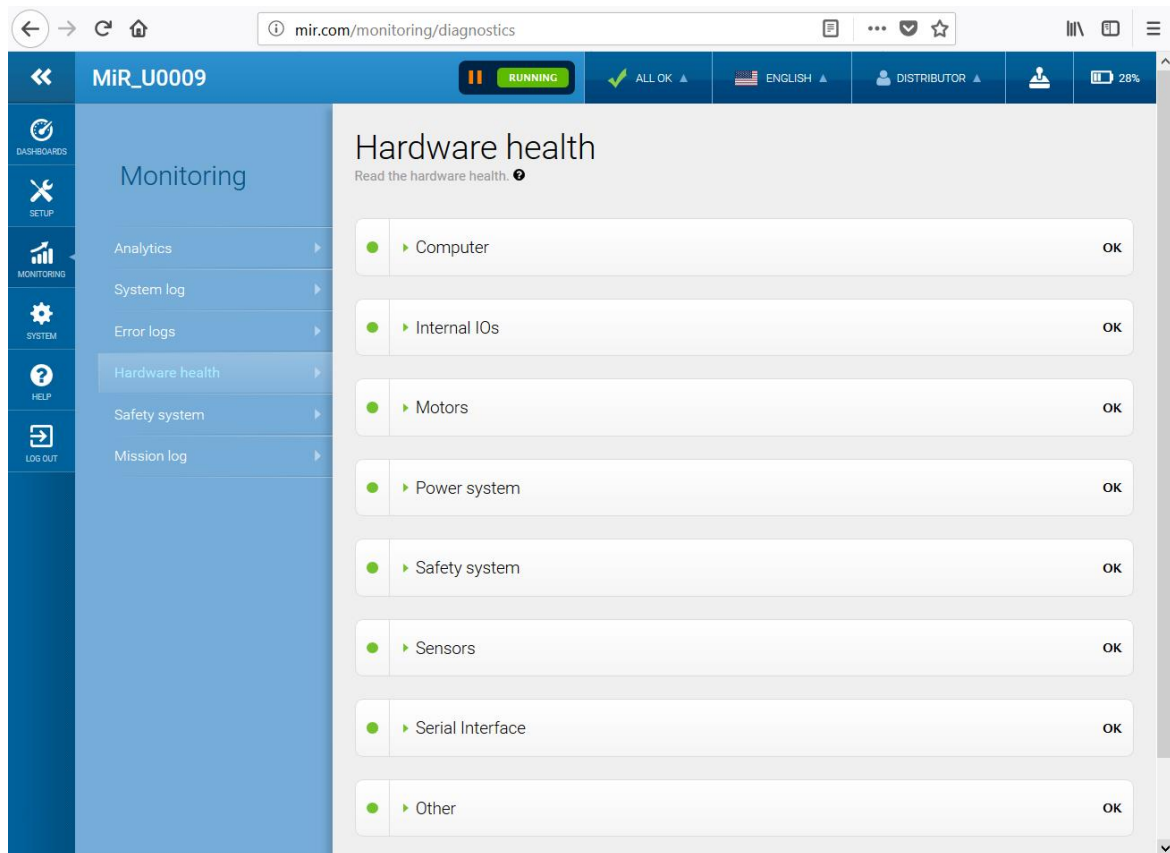 mir.com/monitoring/diagnostics
MiR_U0009
RUNNING
ALL OK
ENGLISH
DISTRIBUTOR
28%
DASHBOARDS
SETUP
MONITORING
SYSTEM
HELP
LOG OUT
Monitoring
Analytics
System log
Error logs
Hardware health
Safety system
Mission log
Hardware health
Read the hardware health. ?
Computer OK
Internal IOs OK
Motors OK
Power system OK
Safety system OK
Sensors OK
Serial Interface OK
Other OK